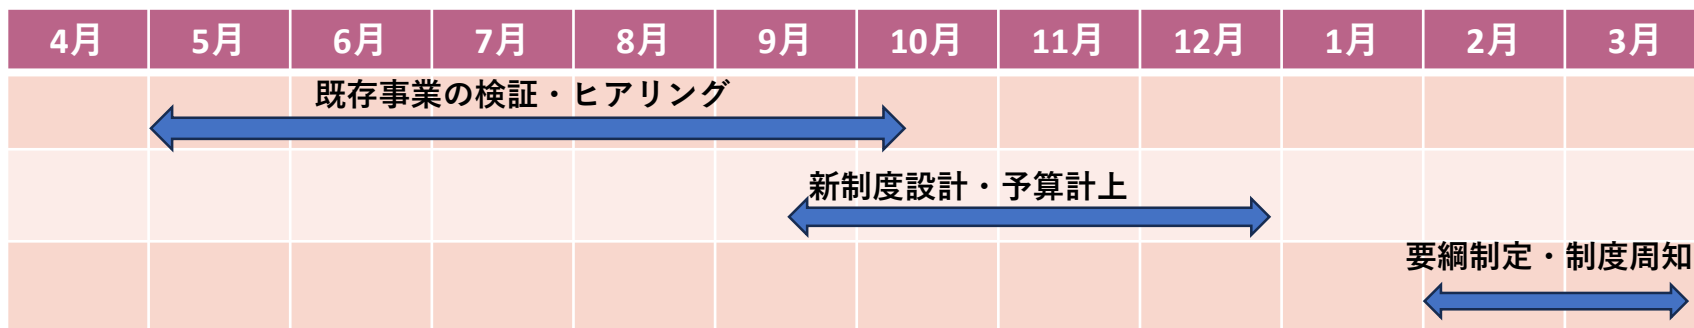 4月 5月 6月 7月 8月 9月 10月 11月 12月 1月 2月 3月
既存事業の検証・ヒアリング
新制度設計・予算計上
要綱制定・制度周知